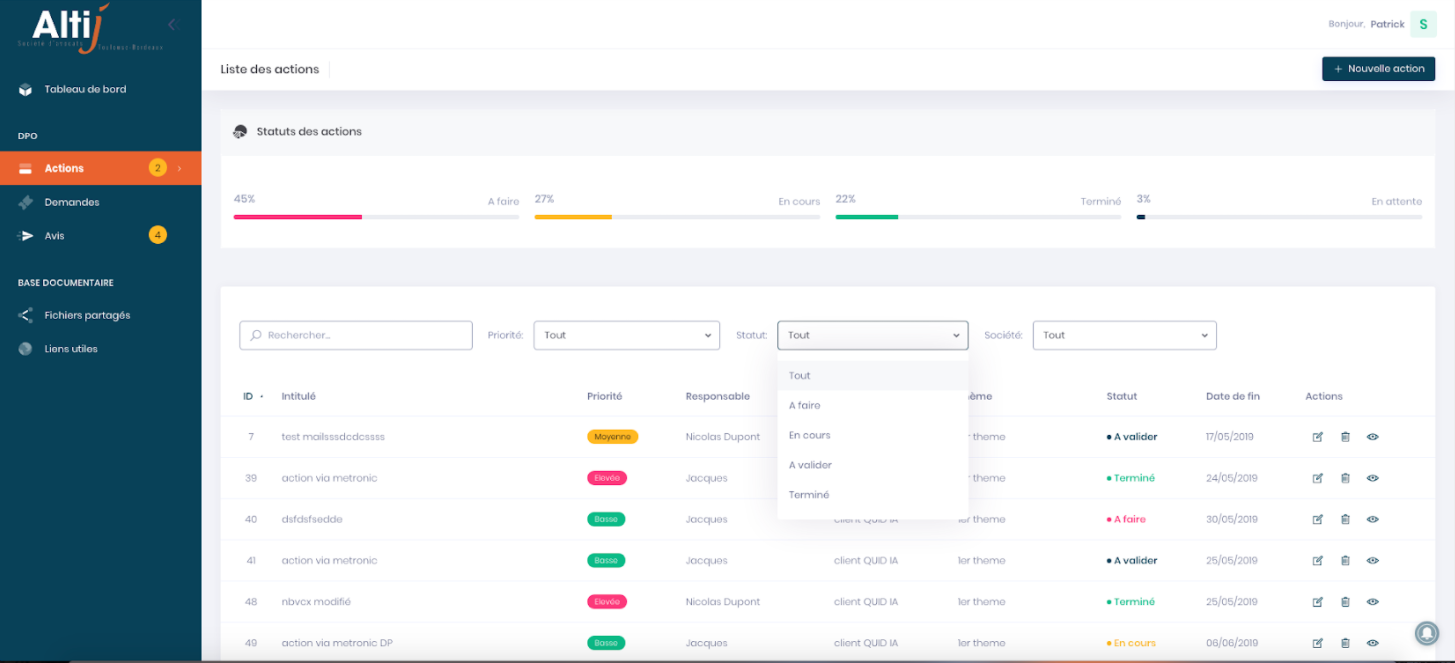 Altij
Société d'avocats Toulouse-Bordeaux
Bonjour, Patrick S
Tableau de bord
Liste des actions
+ Nouvelle action
DPO
Actions 2
Demandes
Avis 4
BASE DOCUMENTAIRE
Fichiers partagés
Liens utiles
Statuts des actions
45% A faire 27% En cours 22% Terminé 3% En attente
Rechercher... Priorité: Tout Statut: Tout Société: Tout
Tout
A faire
En cours
A valider
Terminé
ID Intitulé Priorité Responsable ème Statut Date de fin Actions
7 test mailsssdcdcssss Moyenne Nicolas Dupont theme A valider 17/05/2019
39 action via metronic Elevée Jacques theme Terminé 24/05/2019
40 dsfdsfsedde Basse Jacques client QUID IA 1er theme A faire 30/05/2019
41 action via metronic Basse Jacques client QUID IA 1er theme A valider 25/05/2019
48 nbvcx modifié Elevée Nicolas Dupont client QUID IA 1er theme Terminé 25/05/2019
49 action via metronic DP Basse Jacques client QUID IA 1er theme En cours 06/06/2019